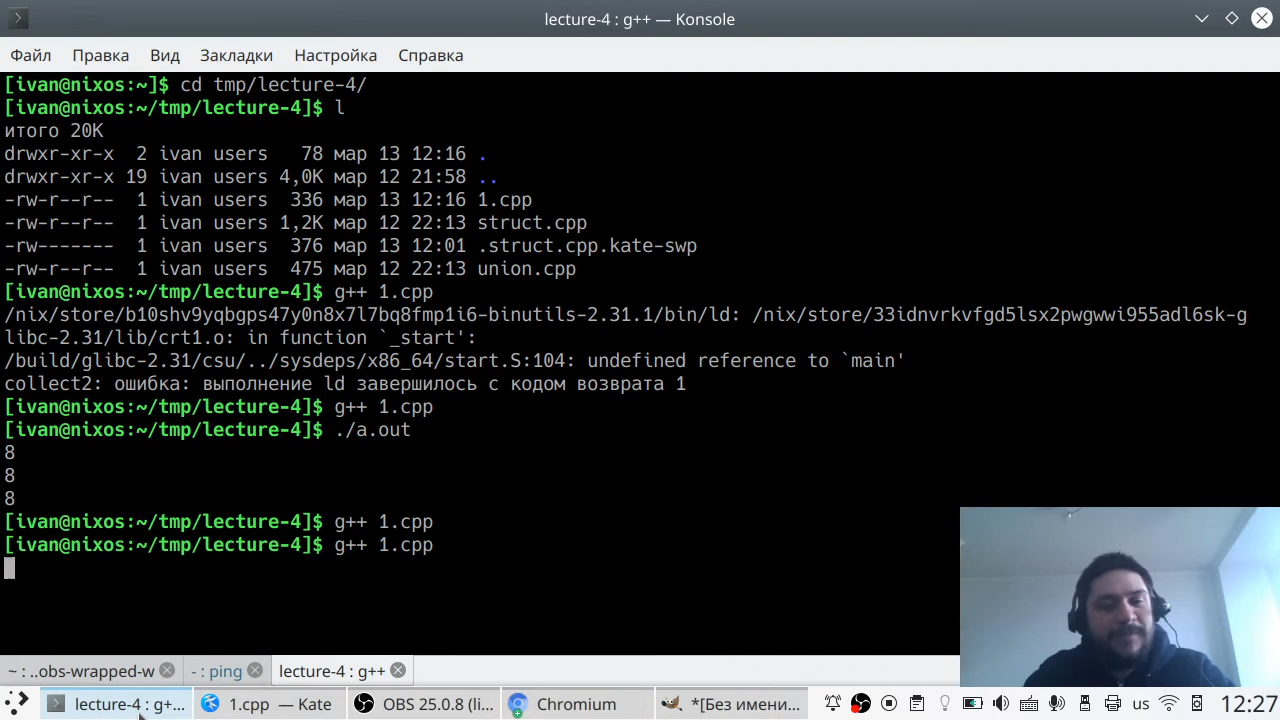 lecture-4 : g++ — Konsole
Файл Правка Вид Закладки Настройка Справка
[ivan@nixos:~]$ cd tmp/lecture-4/
[ivan@nixos:~/tmp/lecture-4]$ l
итого 20K
drwxr-xr-x 2 ivan users 78 мар 13 12:16 .
drwxr-xr-x 19 ivan users 4,0K мар 12 21:58 ..
-rw-r--r-- 1 ivan users 336 мар 13 12:16 1.cpp
-rw-r--r-- 1 ivan users 1,2K мар 12 22:13 struct.cpp
-rw------- 1 ivan users 376 мар 13 12:01 .struct.cpp.kate-swp
-rw-r--r-- 1 ivan users 475 мар 12 22:13 union.cpp
[ivan@nixos:~/tmp/lecture-4]$ g++ 1.cpp
/nix/store/b10shv9yqbgps47y0n8x7l7bq8fmp1i6-binutils-2.31.1/bin/ld: /nix/store/33idnvrkvfgd5lsx2pwgwwi955adl6sk-g
libc-2.31/lib/crt1.o: in function `_start':
/build/glibc-2.31/csu/../sysdeps/x86_64/start.S:104: undefined reference to `main'
collect2: ошибка: выполнение ld завершилось с кодом возврата 1
[ivan@nixos:~/tmp/lecture-4]$ g++ 1.cpp
[ivan@nixos:~/tmp/lecture-4]$ ./a.out
8
8
8
[ivan@nixos:~/tmp/lecture-4]$ g++ 1.cpp
[ivan@nixos:~/tmp/lecture-4]$ g++ 1.cpp
~ : ..obs-wrapped-w - : ping lecture-4 : g++
lecture-4 : g+... 1.cpp — Kate OBS 25.0.8 (li... Chromium *[Без имени... us 12:27